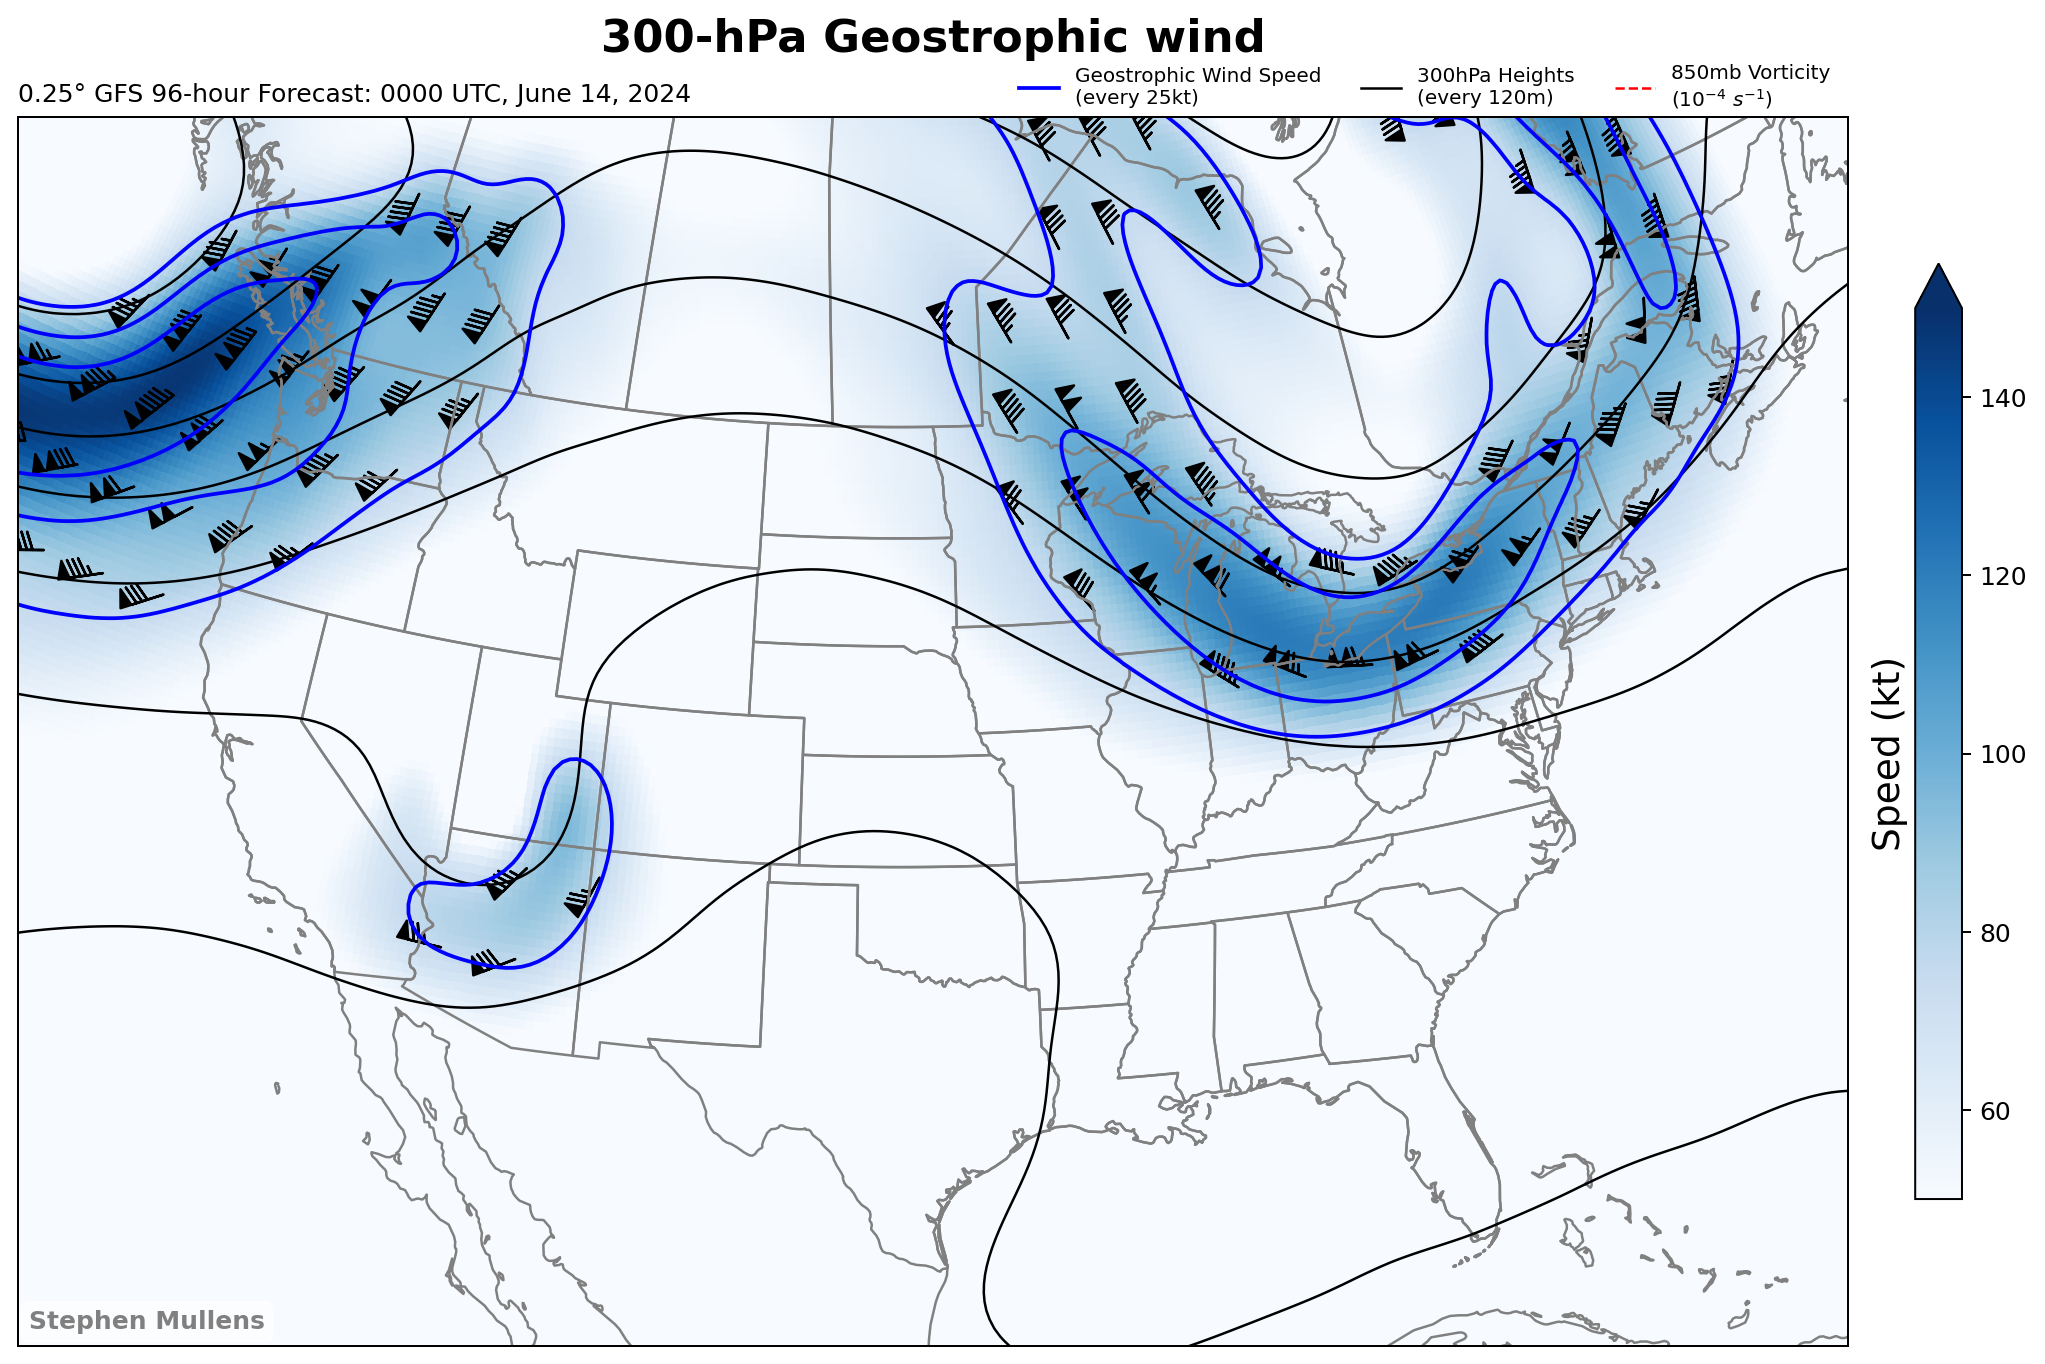 300-hPa Geostrophic wind
0.25° GFS 96-hour Forecast: 0000 UTC, June 14, 2024
Geostrophic Wind Speed
(every 25kt)
300hPa Heights
(every 120m)
850mb Vorticity
(10⁻⁴ s⁻¹)
140
120
100
80
60
Speed (kt)
Stephen Mullens